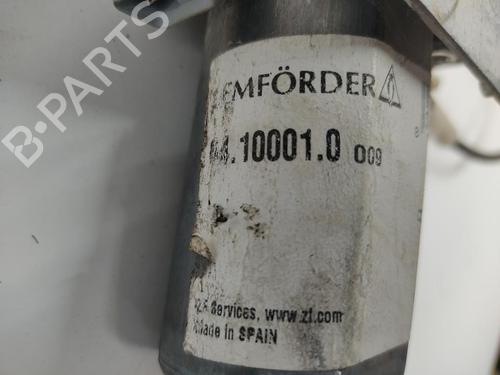 EMFÖRDER
.10001.0 009
Services, www.zf.com
Made in SPAIN
B-PARTS